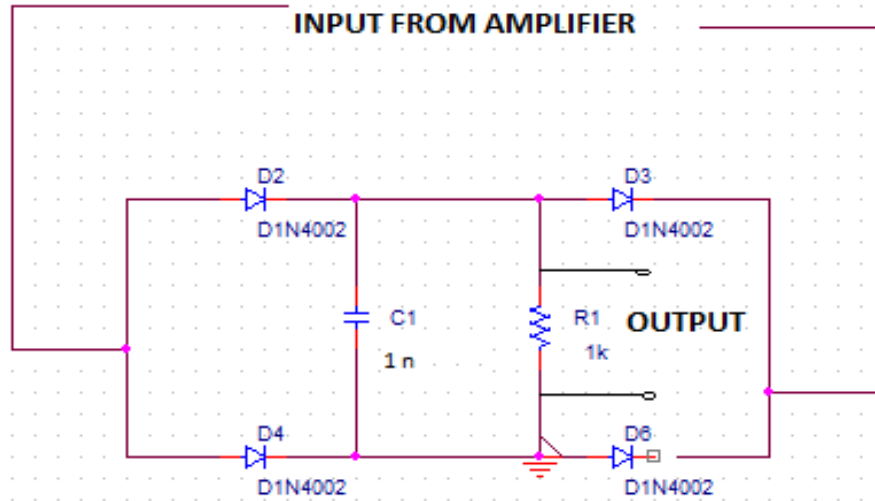 INPUT FROM AMPLIFIER
D2
D3
D1N4002
D1N4002
C1
1 n
R1
1k
OUTPUT
D4
D6
D1N4002
D1N4002